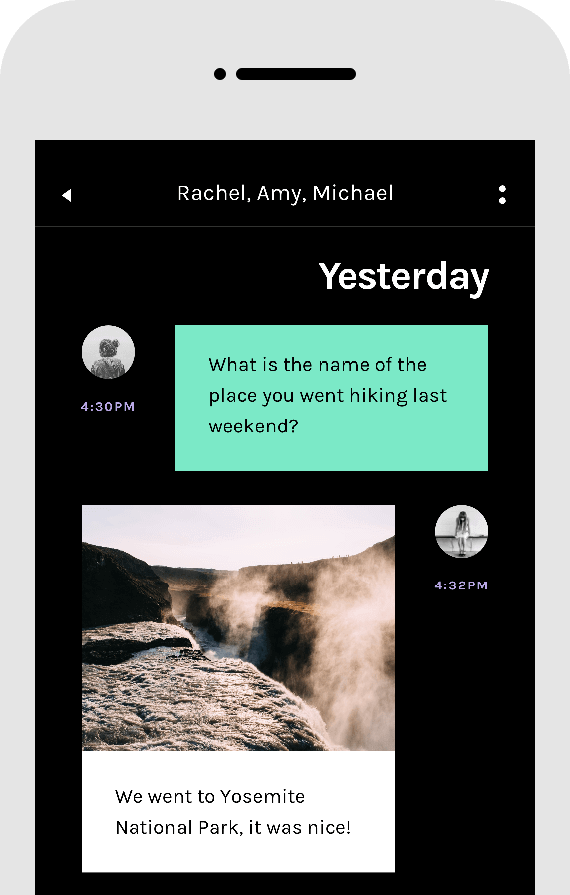 Rachel, Amy, Michael
Yesterday
What is the name of the
place you went hiking last
weekend?
4:30PM
4:32PM
We went to Yosemite
National Park, it was nice!